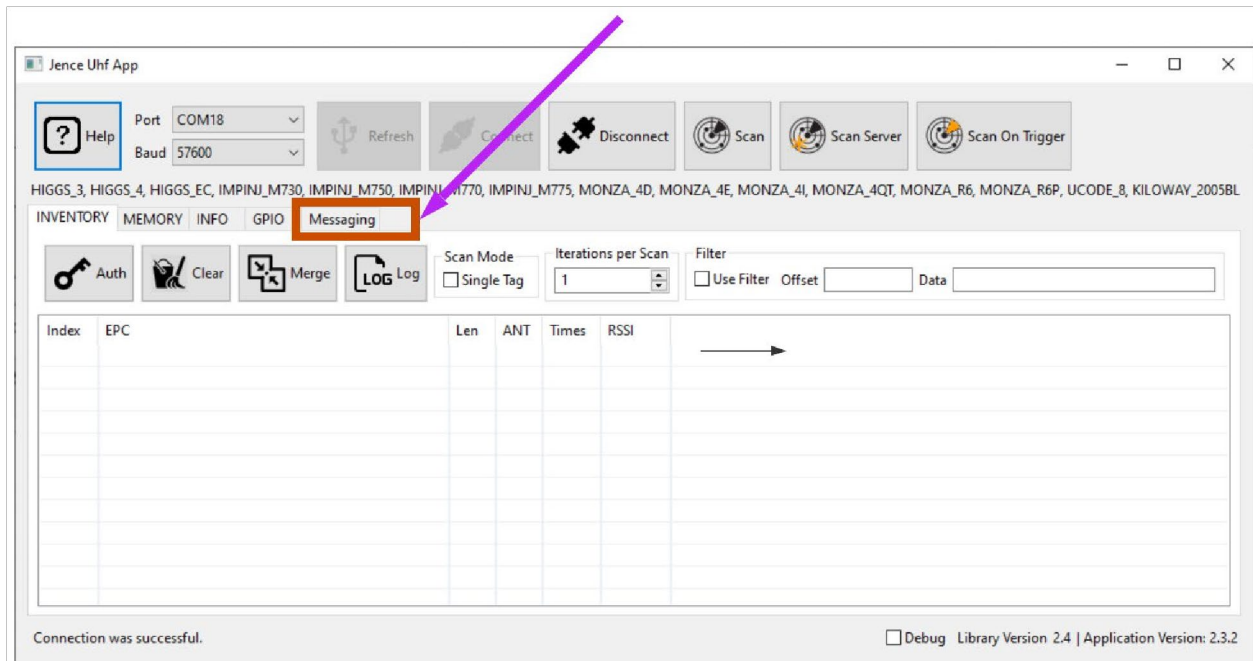 Jence Uhf App
Help
Port COM18
Baud 57600
Refresh
Connect
Disconnect
Scan
Scan Server
Scan On Trigger
HIGGS_3, HIGGS_4, HIGGS_EC, IMPINJ_M730, IMPINJ_M750, IMPINJ_M770, IMPINJ_M775, MONZA_4D, MONZA_4E, MONZA_4I, MONZA_4QT, MONZA_R6, MONZA_R6P, UCODE_8, KILOWAY_2005BL
INVENTORY MEMORY INFO GPIO Messaging
Auth
Clear
Merge
LOG Log
Scan Mode
Single Tag
Iterations per Scan
1
Filter
Use Filter Offset Data
Index EPC Len ANT Times RSSI
Connection was successful.
Debug Library Version 2.4 | Application Version: 2.3.2